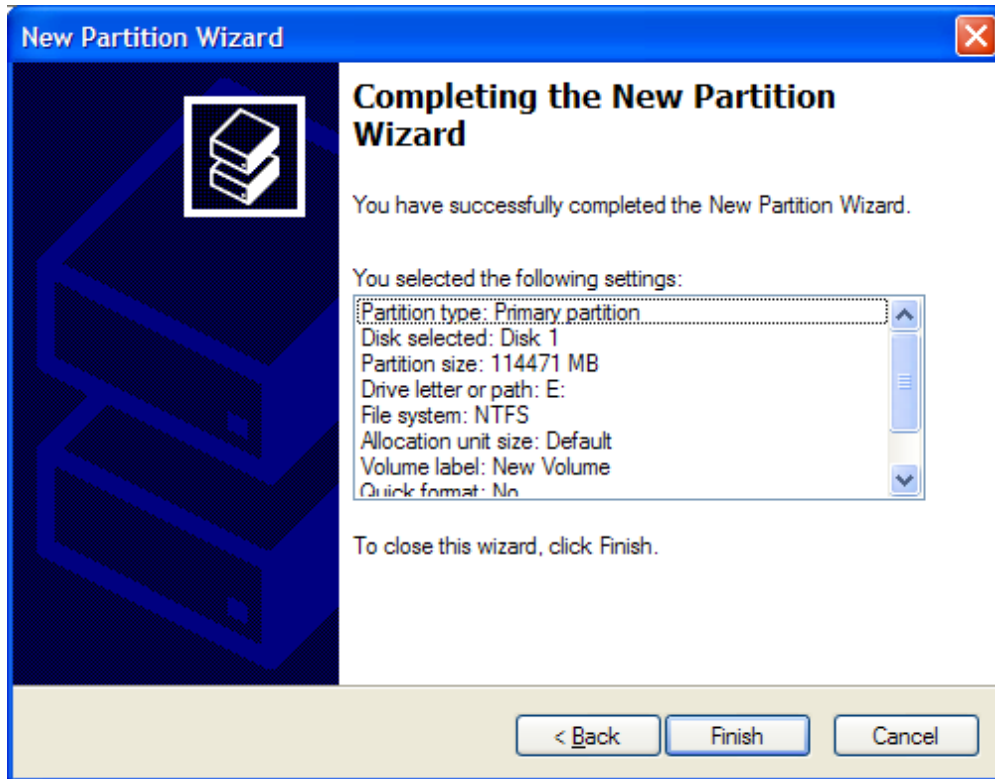 New Partition Wizard
Completing the New Partition
Wizard
You have successfully completed the New Partition Wizard.
You selected the following settings:
Partition type: Primary partition
Disk selected: Disk 1
Partition size: 114471 MB
Drive letter or path: E:
File system: NTFS
Allocation unit size: Default
Volume label: New Volume
Quick format: No
To close this wizard, click Finish.
< Back Finish Cancel